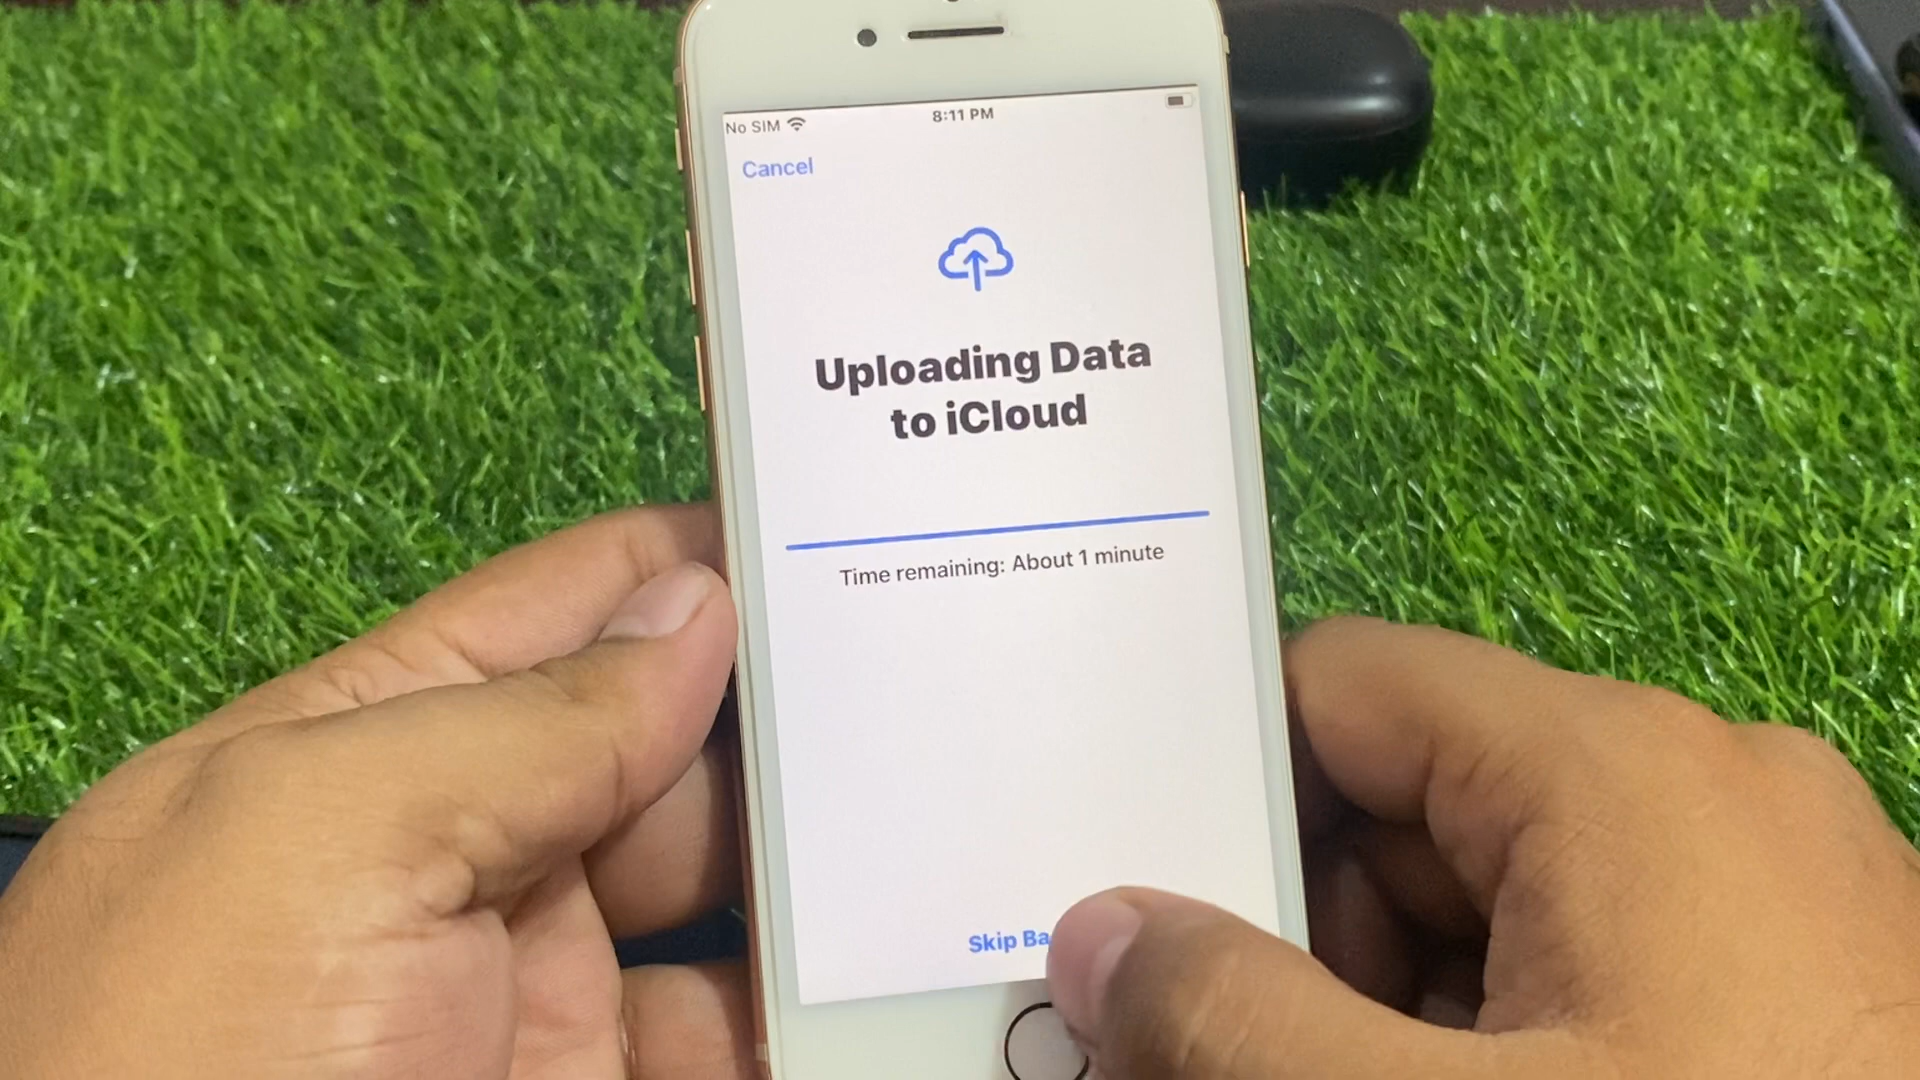 No SIM
8:11 PM
Cancel
Uploading Data
to iCloud
Time remaining: About 1 minute
Skip